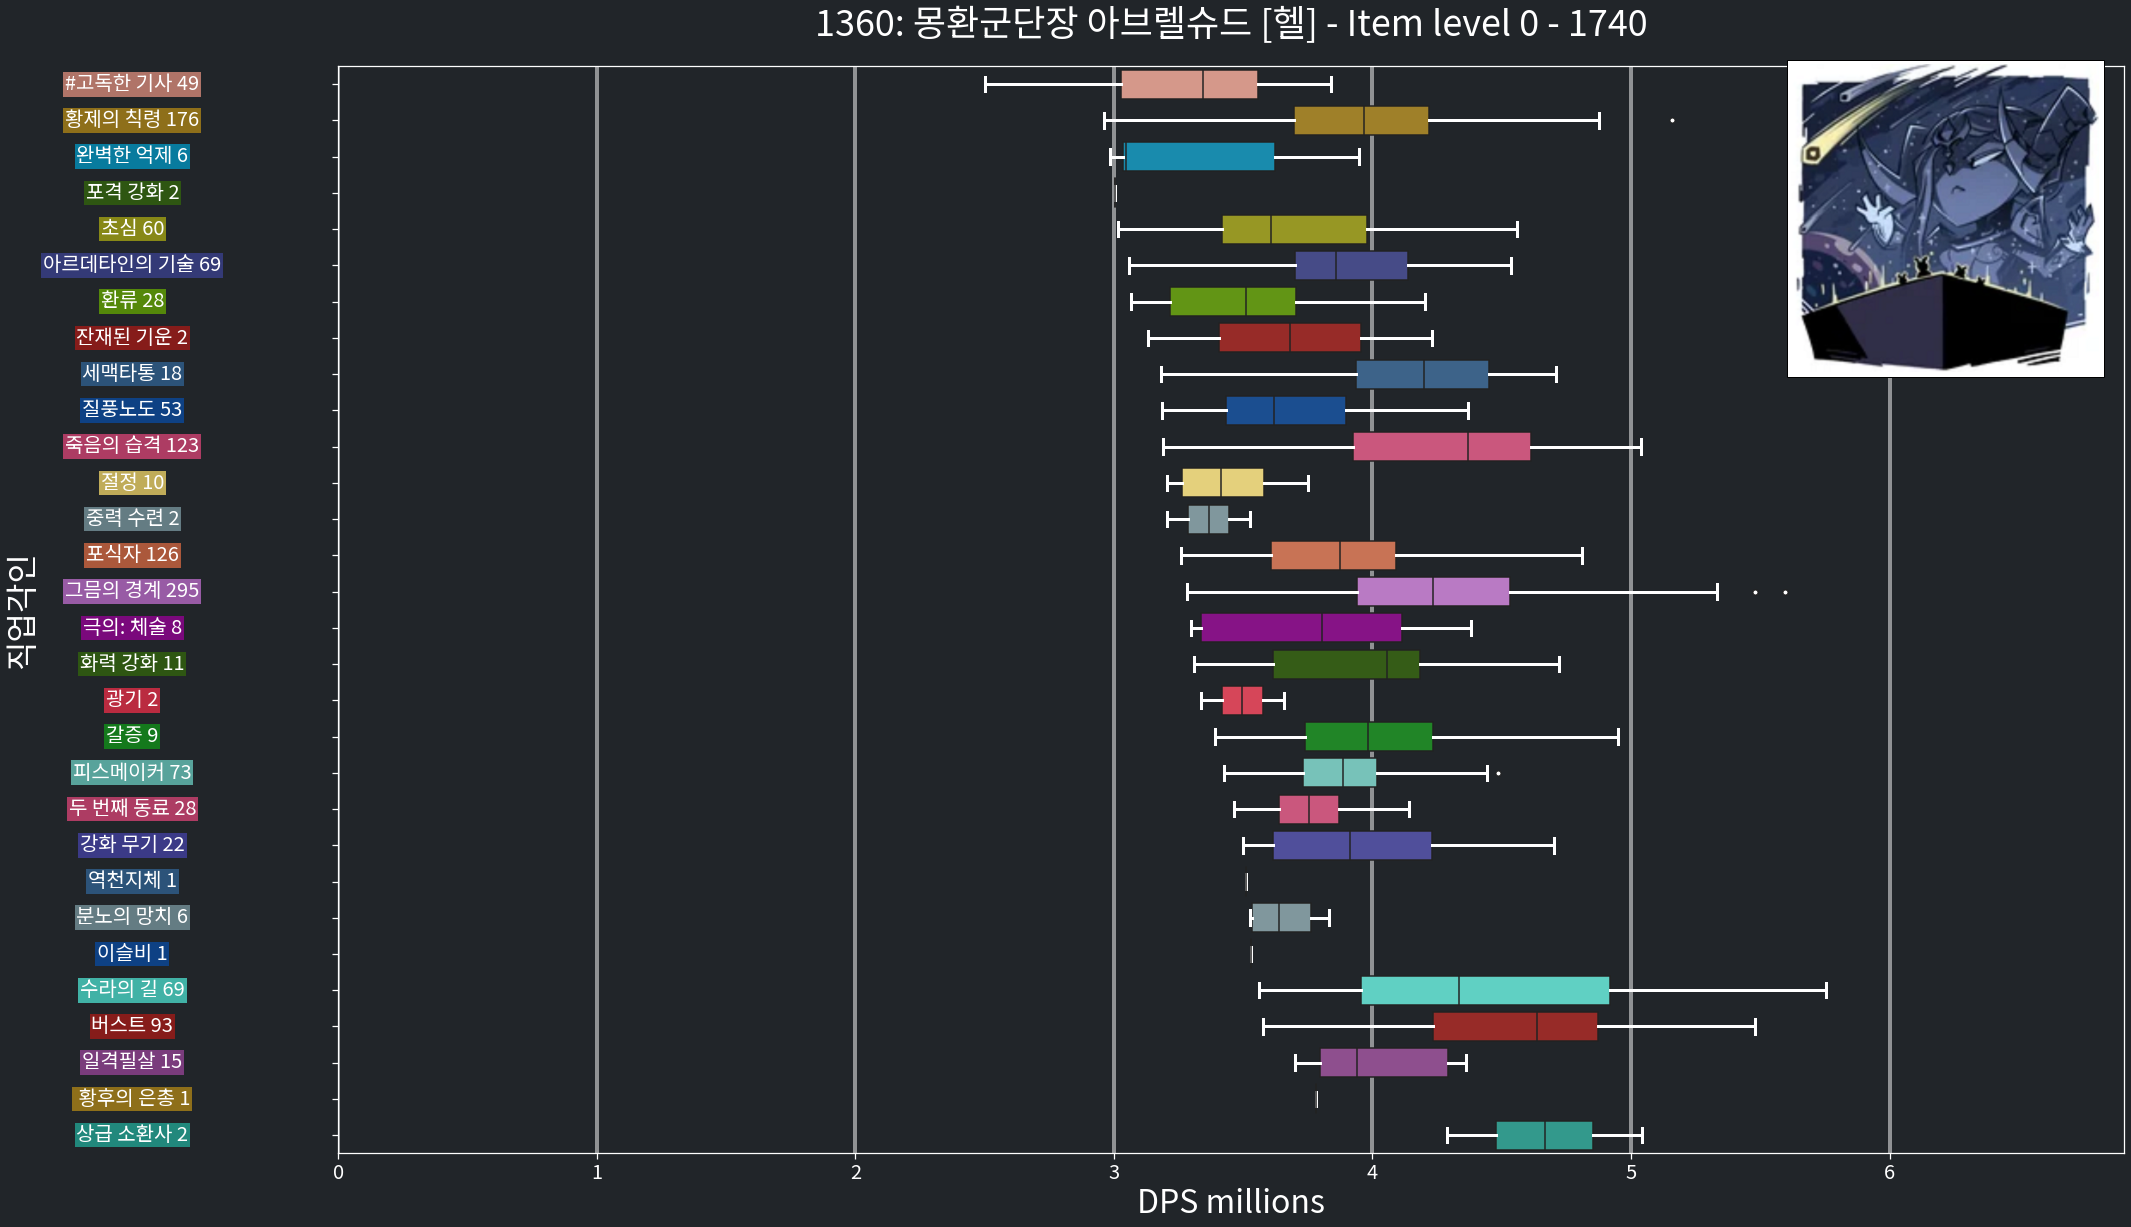 1360: 몽환군단장 아브렐슈드 [헬] - Item level 0 - 1740
#고독한 기사 49
황제의 칙령 176
완벽한 억제 6
포격 강화 2
초심 60
아르데타인의 기술 69
환류 28
잔재된 기운 2
세맥타통 18
질풍노도 53
죽음의 습격 123
절정 10
중력 수련 2
포식자 126
그믐의 경계 295
극의: 체술 8
화력 강화 11
광기 2
갈증 9
피스메이커 73
두 번째 동료 28
강화 무기 22
역천지체 1
분노의 망치 6
이슬비 1
수라의 길 69
버스트 93
일격필살 15
황후의 은총 1
상급 소환사 2
직업각인
0 1 2 3 4 5 6
DPS millions